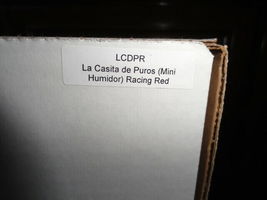 LCDPR
La Casita de Puros (Mini
Humidor) Racing Red